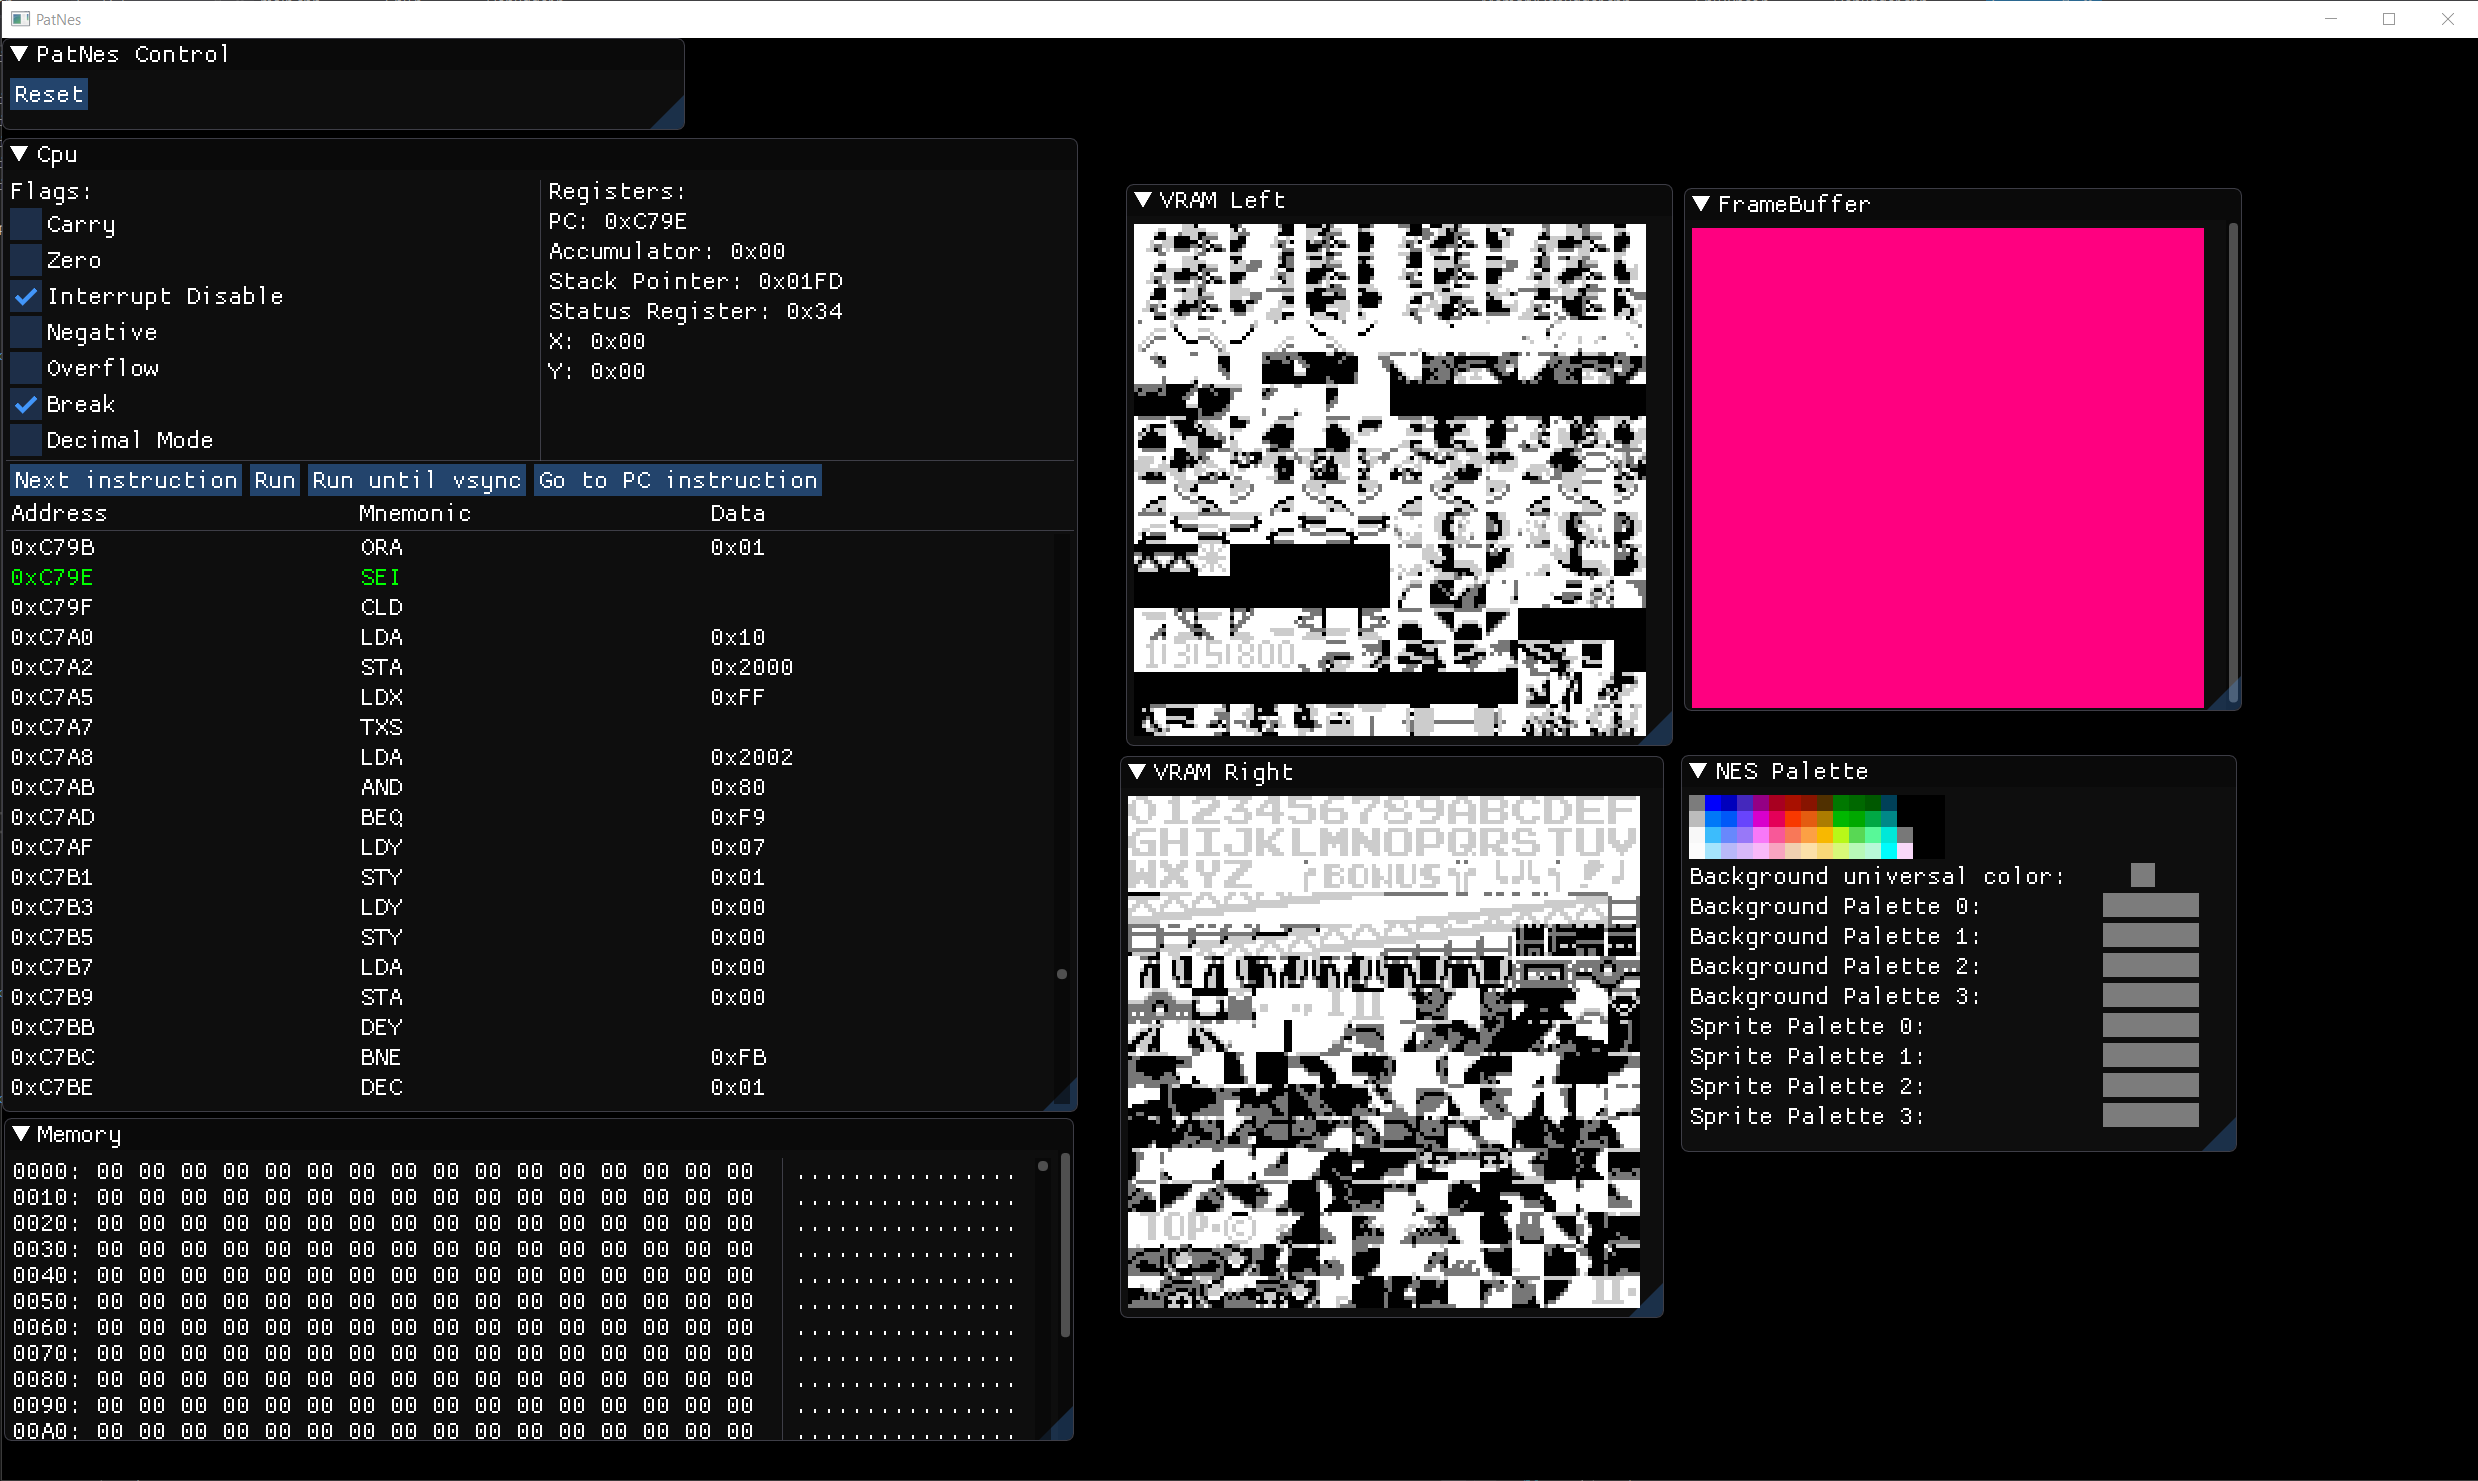 PatNes
PatNes Control
Reset
Cpu
Flags:
Carry
Zero
Interrupt Disable
Negative
Overflow
Break
Decimal Mode
Registers:
PC: 0xC79E
Accumulator: 0x00
Stack Pointer: 0x01FD
Status Register: 0x34
X: 0x00
Y: 0x00
Next instruction Run Run until vsync Go to PC instruction
Address Mnemonic Data
0xC79B ORA 0x01
0xC79E SEI
0xC79F CLD
0xC7A0 LDA 0x10
0xC7A2 STA 0x2000
0xC7A5 LDX 0xFF
0xC7A7 TXS
0xC7A8 LDA 0x2002
0xC7AB AND 0x80
0xC7AD BEQ 0xF9
0xC7AF LDY 0x07
0xC7B1 STY 0x01
0xC7B3 LDY 0x00
0xC7B5 STY 0x00
0xC7B7 LDA 0x00
0xC7B9 STA 0x00
0xC7BB DEY
0xC7BC BNE 0xFB
0xC7BE DEC 0x01
Memory
0000: 00 00 00 00 00 00 00 00 00 00 00 00 00 00 00 00 ................
0010: 00 00 00 00 00 00 00 00 00 00 00 00 00 00 00 00 ................
0020: 00 00 00 00 00 00 00 00 00 00 00 00 00 00 00 00 ................
0030: 00 00 00 00 00 00 00 00 00 00 00 00 00 00 00 00 ................
0040: 00 00 00 00 00 00 00 00 00 00 00 00 00 00 00 00 ................
0050: 00 00 00 00 00 00 00 00 00 00 00 00 00 00 00 00 ................
0060: 00 00 00 00 00 00 00 00 00 00 00 00 00 00 00 00 ................
0070: 00 00 00 00 00 00 00 00 00 00 00 00 00 00 00 00 ................
0080: 00 00 00 00 00 00 00 00 00 00 00 00 00 00 00 00 ................
0090: 00 00 00 00 00 00 00 00 00 00 00 00 00 00 00 00 ................
00A0: 00 00 00 00 00 00 00 00 00 00 00 00 00 00 00 00 ................
VRAM Left
VRAM Right
0123456789ABCDEF
GHIJKLMNOPQRSTUV
WXYZ BONUS
TOP·©
FrameBuffer
NES Palette
Background universal color:
Background Palette 0:
Background Palette 1:
Background Palette 2:
Background Palette 3:
Sprite Palette 0:
Sprite Palette 1:
Sprite Palette 2:
Sprite Palette 3: